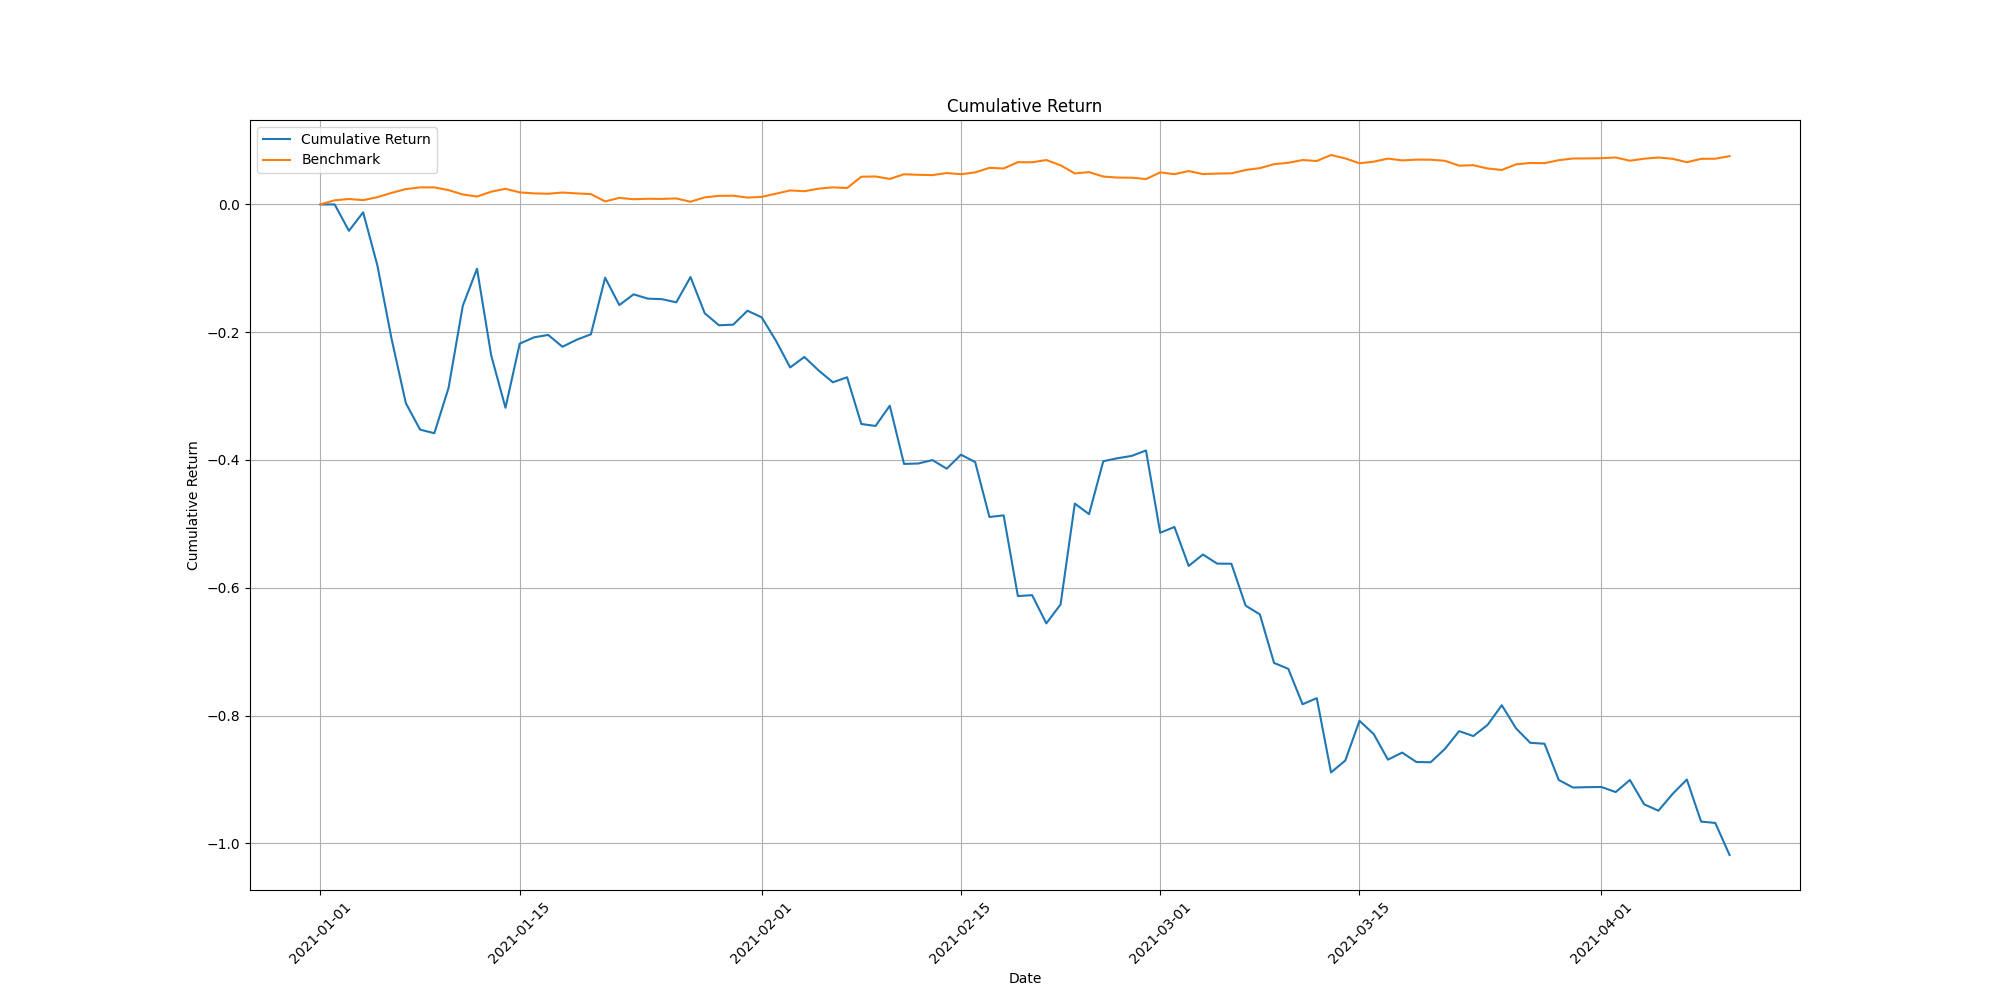 Cumulative Return
Cumulative Return
Benchmark
0.0
−0.2
−0.4
−0.6
−0.8
−1.0
Cumulative Return
2021-01-01
2021-01-15
2021-02-01
2021-02-15
2021-03-01
2021-03-15
2021-04-01
Date